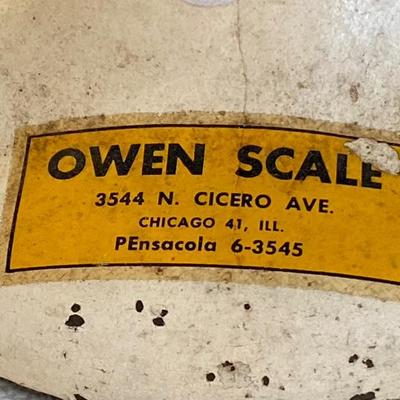 OWEN SCALE
3544 N. CICERO AVE.
CHICAGO 41, ILL.
PEnsacola 6-3545